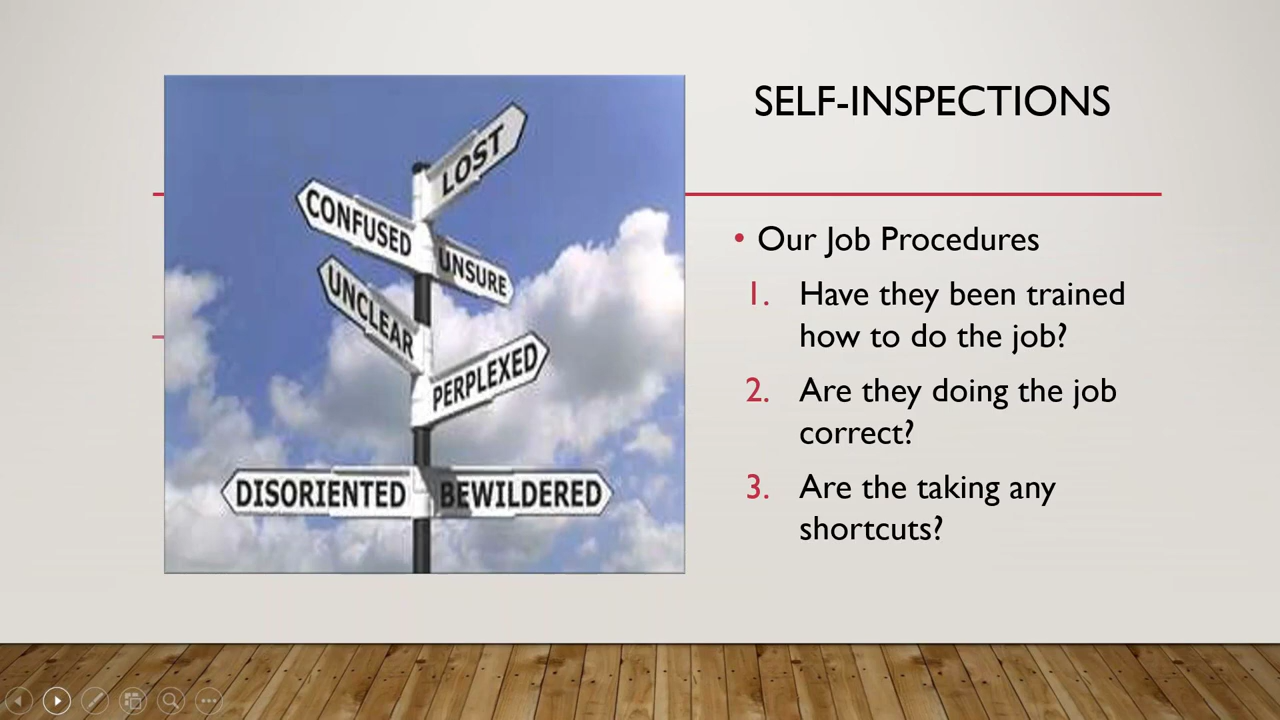 LOST
CONFUSED
UNSURE
UNCLEAR
PERPLEXED
DISORIENTED
BEWILDERED
SELF-INSPECTIONS
• Our Job Procedures
1. Have they been trained
how to do the job?
2. Are they doing the job
correct?
3. Are the taking any
shortcuts?